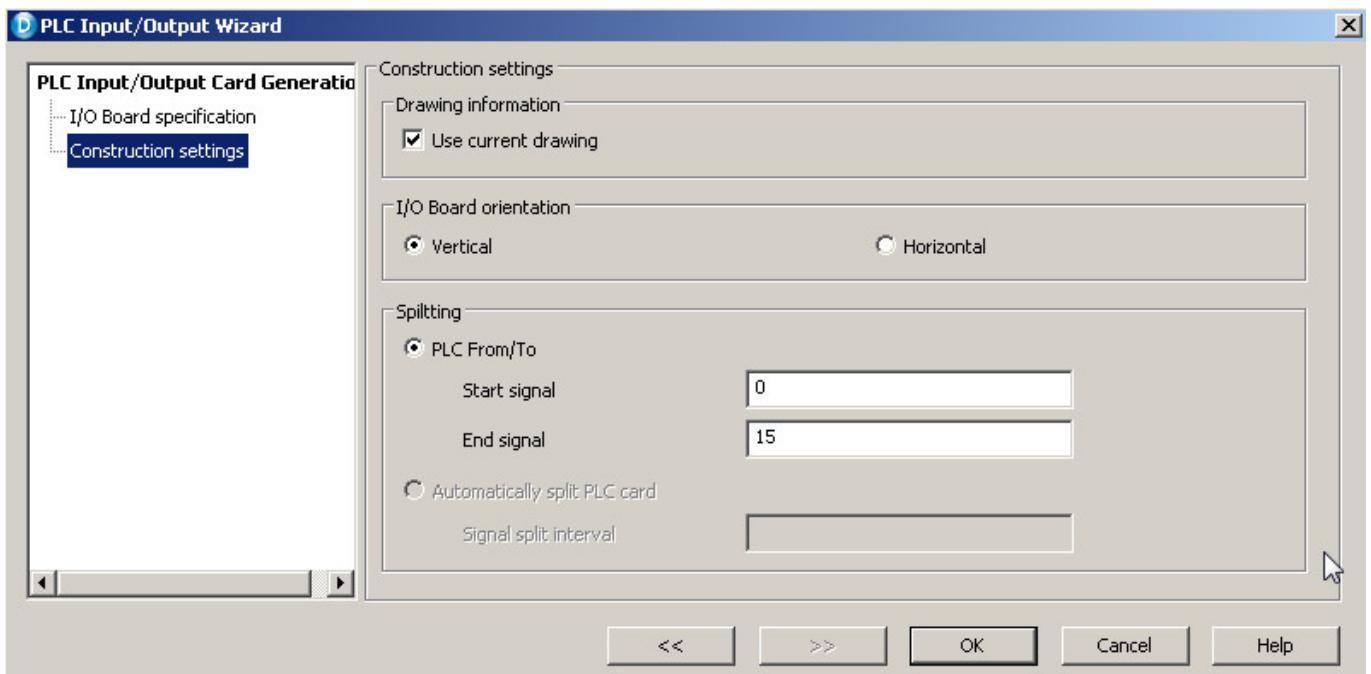 PLC Input/Output Wizard
PLC Input/Output Card Generatio
I/O Board specification
Construction settings
Construction settings
Drawing information
Use current drawing
I/O Board orientation
Vertical
Horizontal
Spiltting
PLC From/To
Start signal
0
End signal
15
Automatically split PLC card
Signal split interval
<<
>>
OK
Cancel
Help